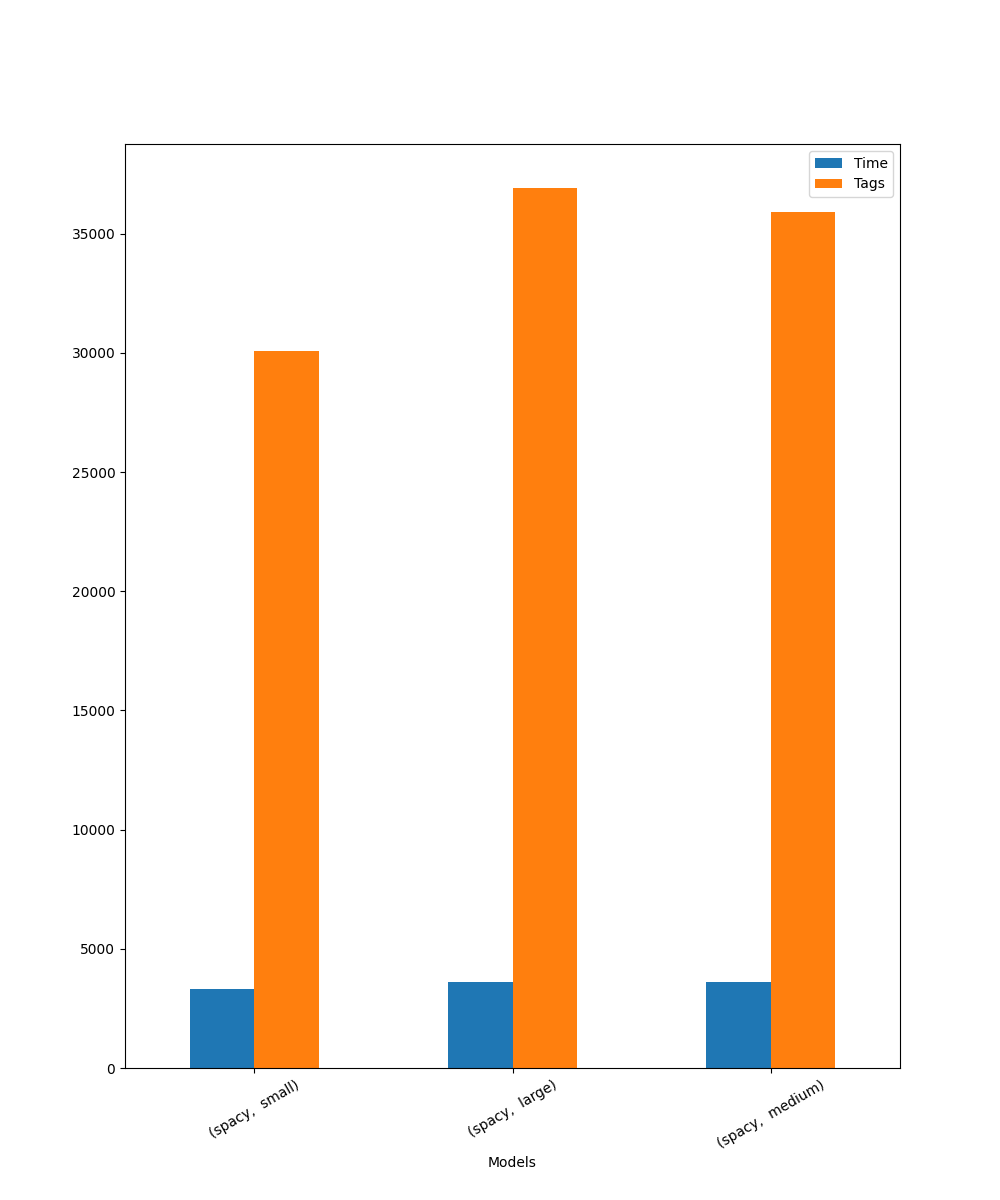 Time
Tags
35000
30000
25000
20000
15000
10000
5000
0
(spacy, small)
(spacy, large)
(spacy, medium)
Models